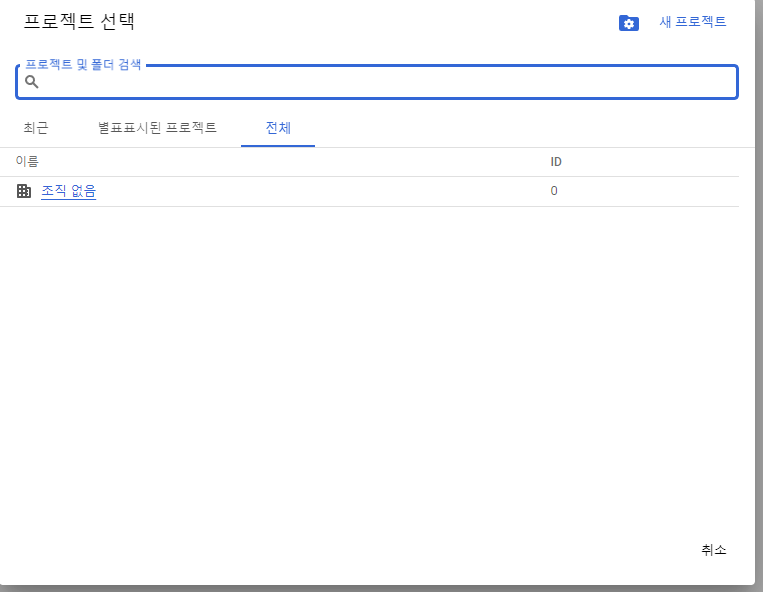 프로젝트 선택
새 프로젝트
프로젝트 및 폴더 검색
최근 별표표시된 프로젝트 전체
이름 ID
조직 없음 0
취소